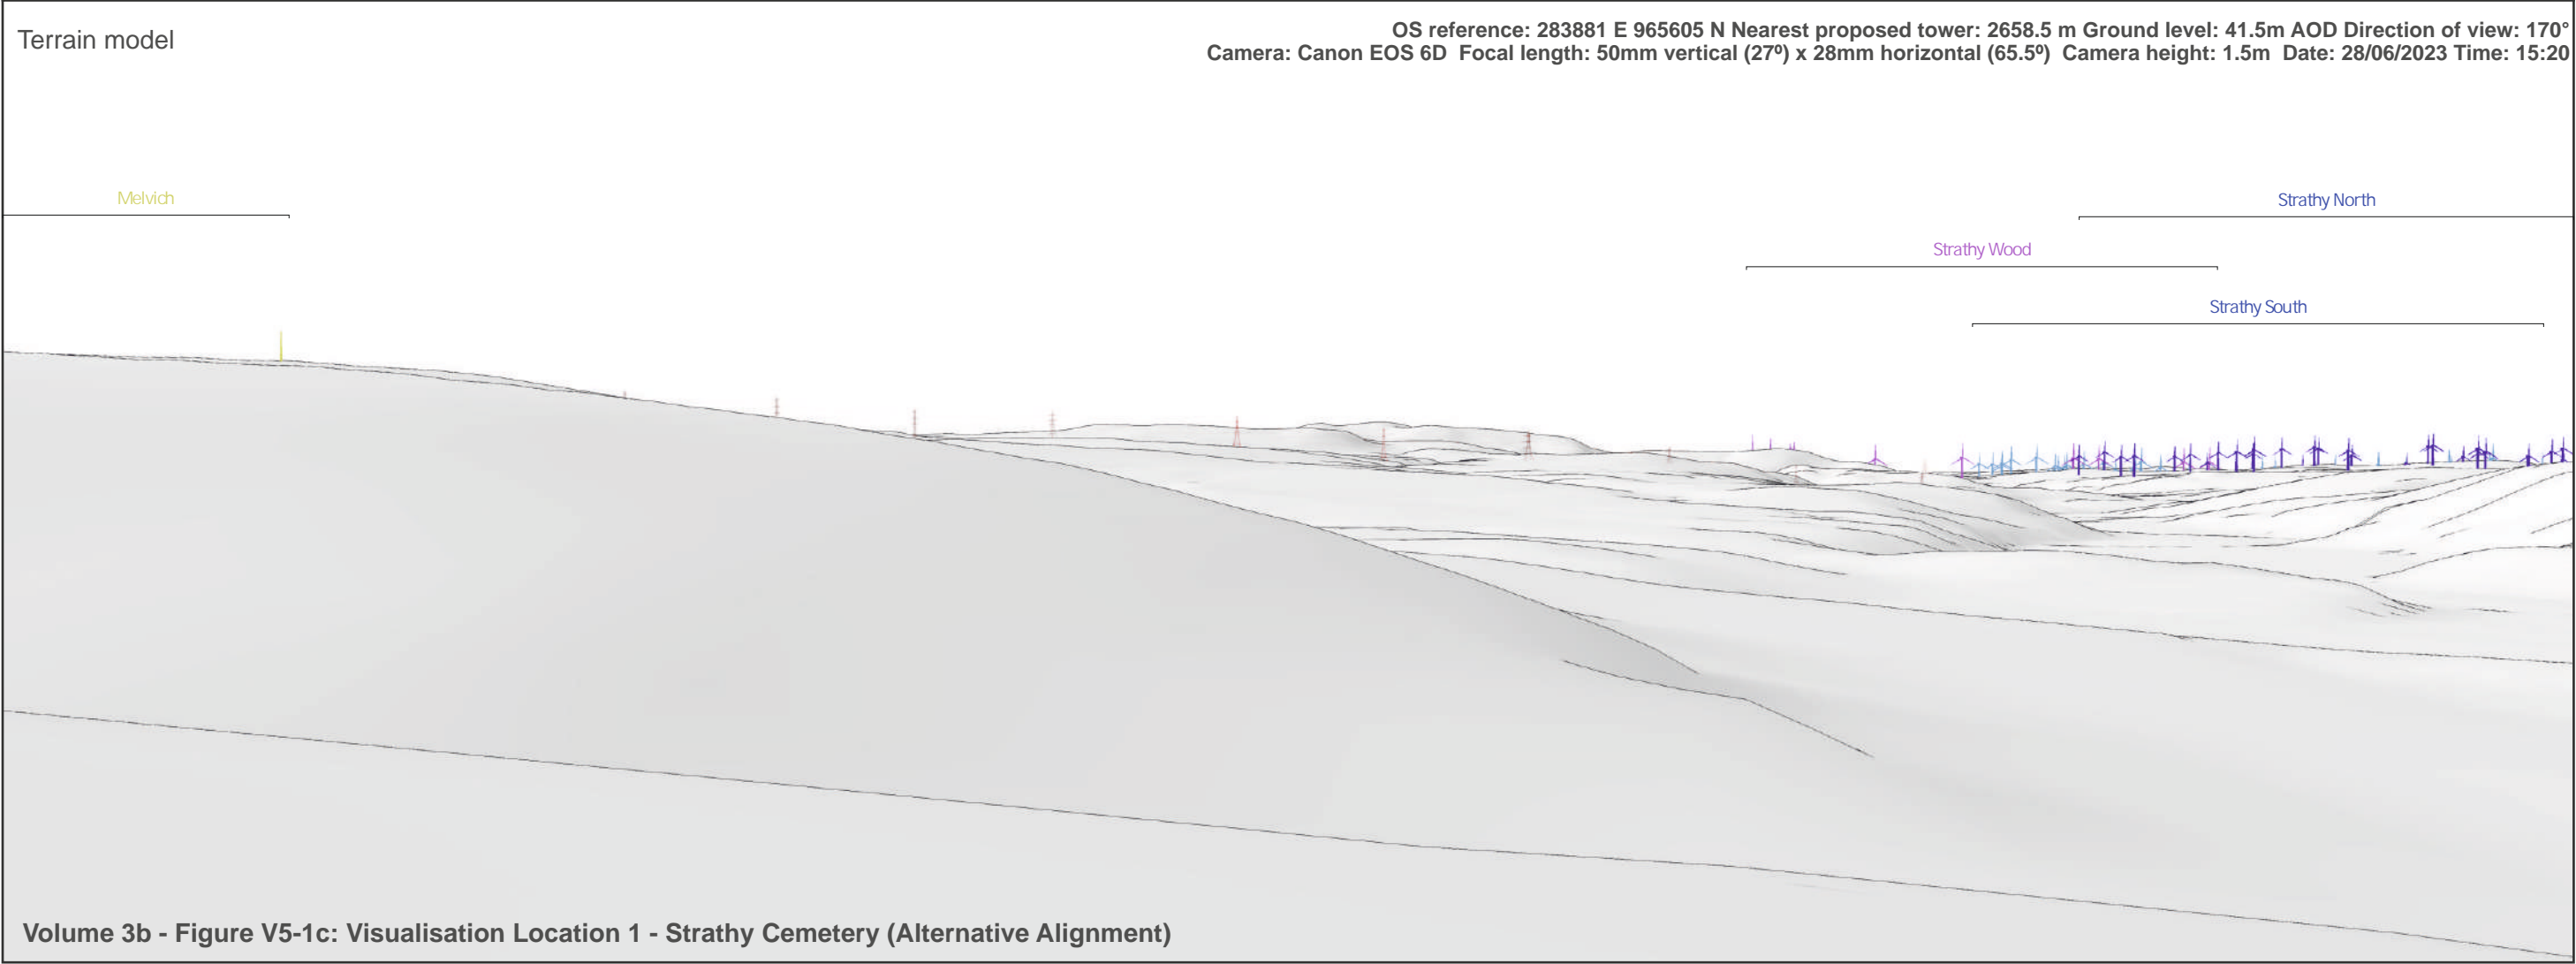 Terrain model
OS reference: 283881 E 965605 N Nearest proposed tower: 2658.5 m Ground level: 41.5m AOD Direction of view: 170°
Camera: Canon EOS 6D  Focal length: 50mm vertical (27º) x 28mm horizontal (65.5º)  Camera height: 1.5m  Date: 28/06/2023 Time: 15:20
Melvich
Strathy North
Strathy Wood
Strathy South
Volume 3b - Figure V5-1c: Visualisation Location 1 - Strathy Cemetery (Alternative Alignment)